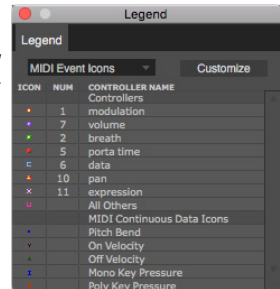 Legend
Legend
MIDI Event Icons Customize
ICON NUM CONTROLLER NAME
Controllers
1 modulation
7 volume
2 breath
5 porta time
6 data
10 pan
11 expression
All Others
MIDI Continuous Data Icons
Pitch Bend
On Velocity
Off Velocity
Mono Key Pressure
Poly Key Pressure